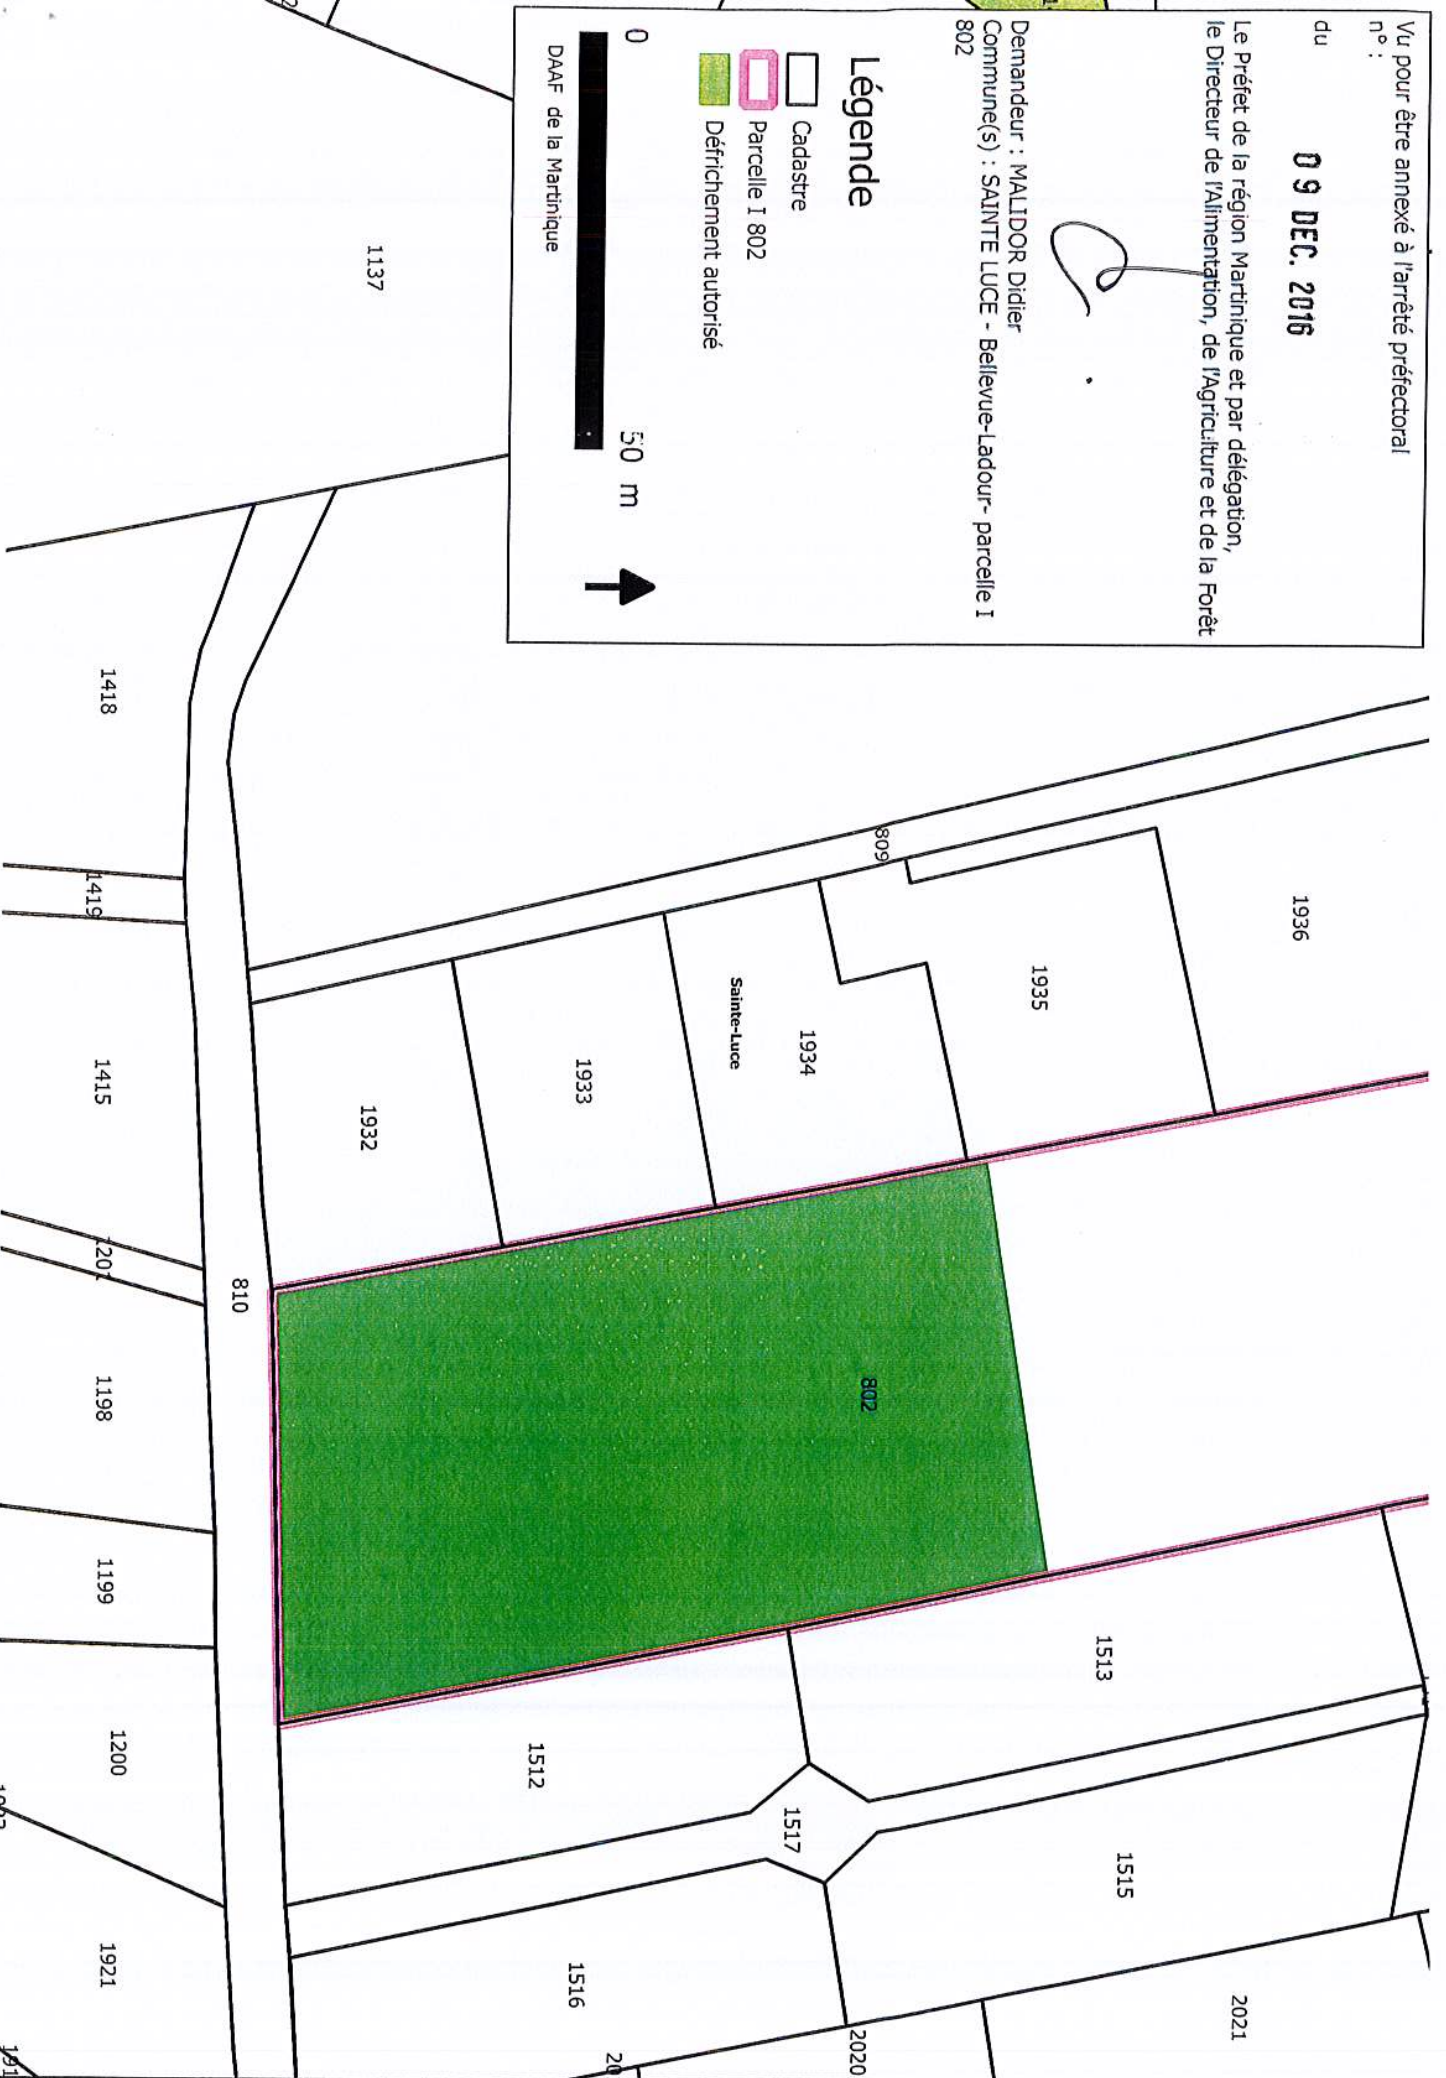 Vu pour être annexé à l'arrêté préfectoral
n° :
du
09 DEC. 2016
Le Préfet de la région Martinique et par délégation,
le Directeur de l'Alimentation, de l'Agriculture et de la Forêt
Demandeur : MALIDOR Didier
Commune(s) : SAINTE LUCE - Bellevue-Ladour- parcelle I
802
Légende
Cadastre
Parcelle I 802
Défrichement autorisé
0 50 m
DAAF de la Martinique
1936
2021
1935
1513
1515
809
802
2020
1934
1517
Sainte-Luce
1933
1512
1516
1137
1932
810
1418
1419
1415
1201
1198
1199
1200
1921